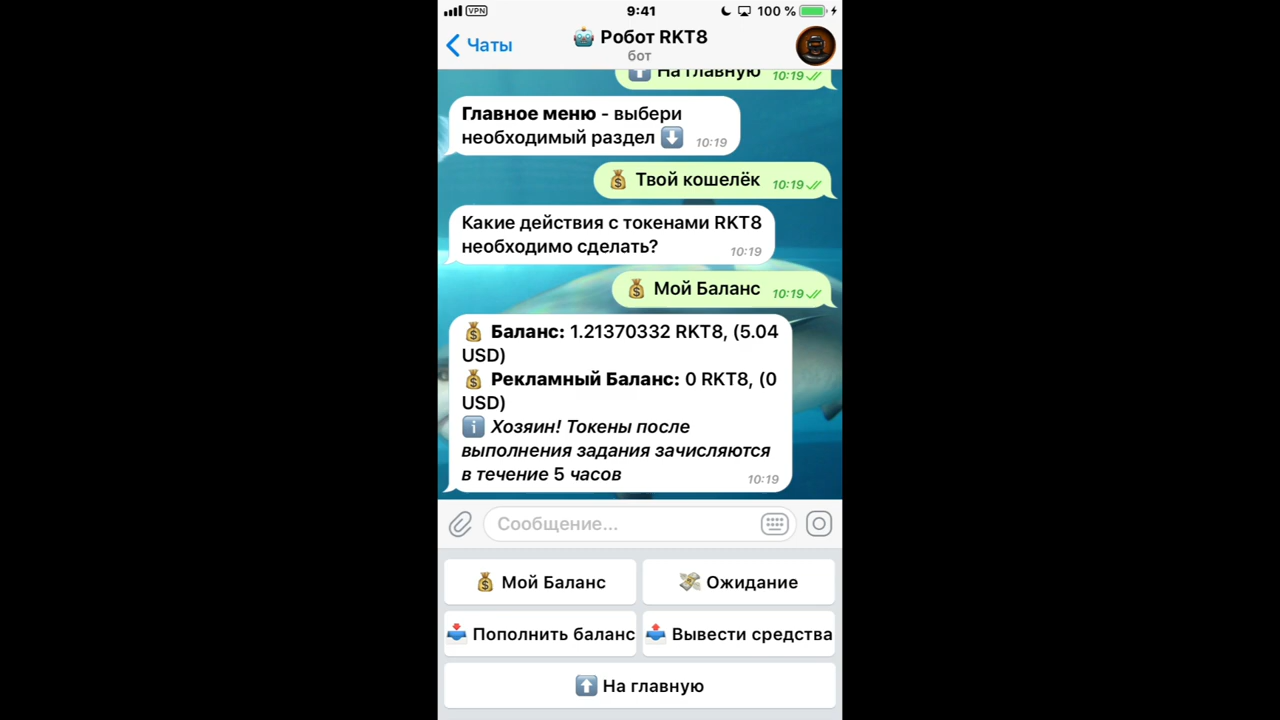 VPN 9:41 100 %
Чаты 🤖 Робот RKT8
бот
⬆️ На главную 10:19
Главное меню - выбери
необходимый раздел ⬇️ 10:19
💰 Твой кошелёк 10:19
Какие действия с токенами RKT8
необходимо сделать? 10:19
💰 Мой Баланс 10:19
💰 Баланс: 1.21370332 RKT8, (5.04
USD)
💰 Рекламный Баланс: 0 RKT8, (0
USD)
ℹ️ Хозяин! Токены после
выполнения задания зачисляются
в течение 5 часов 10:19
Сообщение...
💰 Мой Баланс 💸 Ожидание
📥 Пополнить баланс 📤 Вывести средства
⬆️ На главную